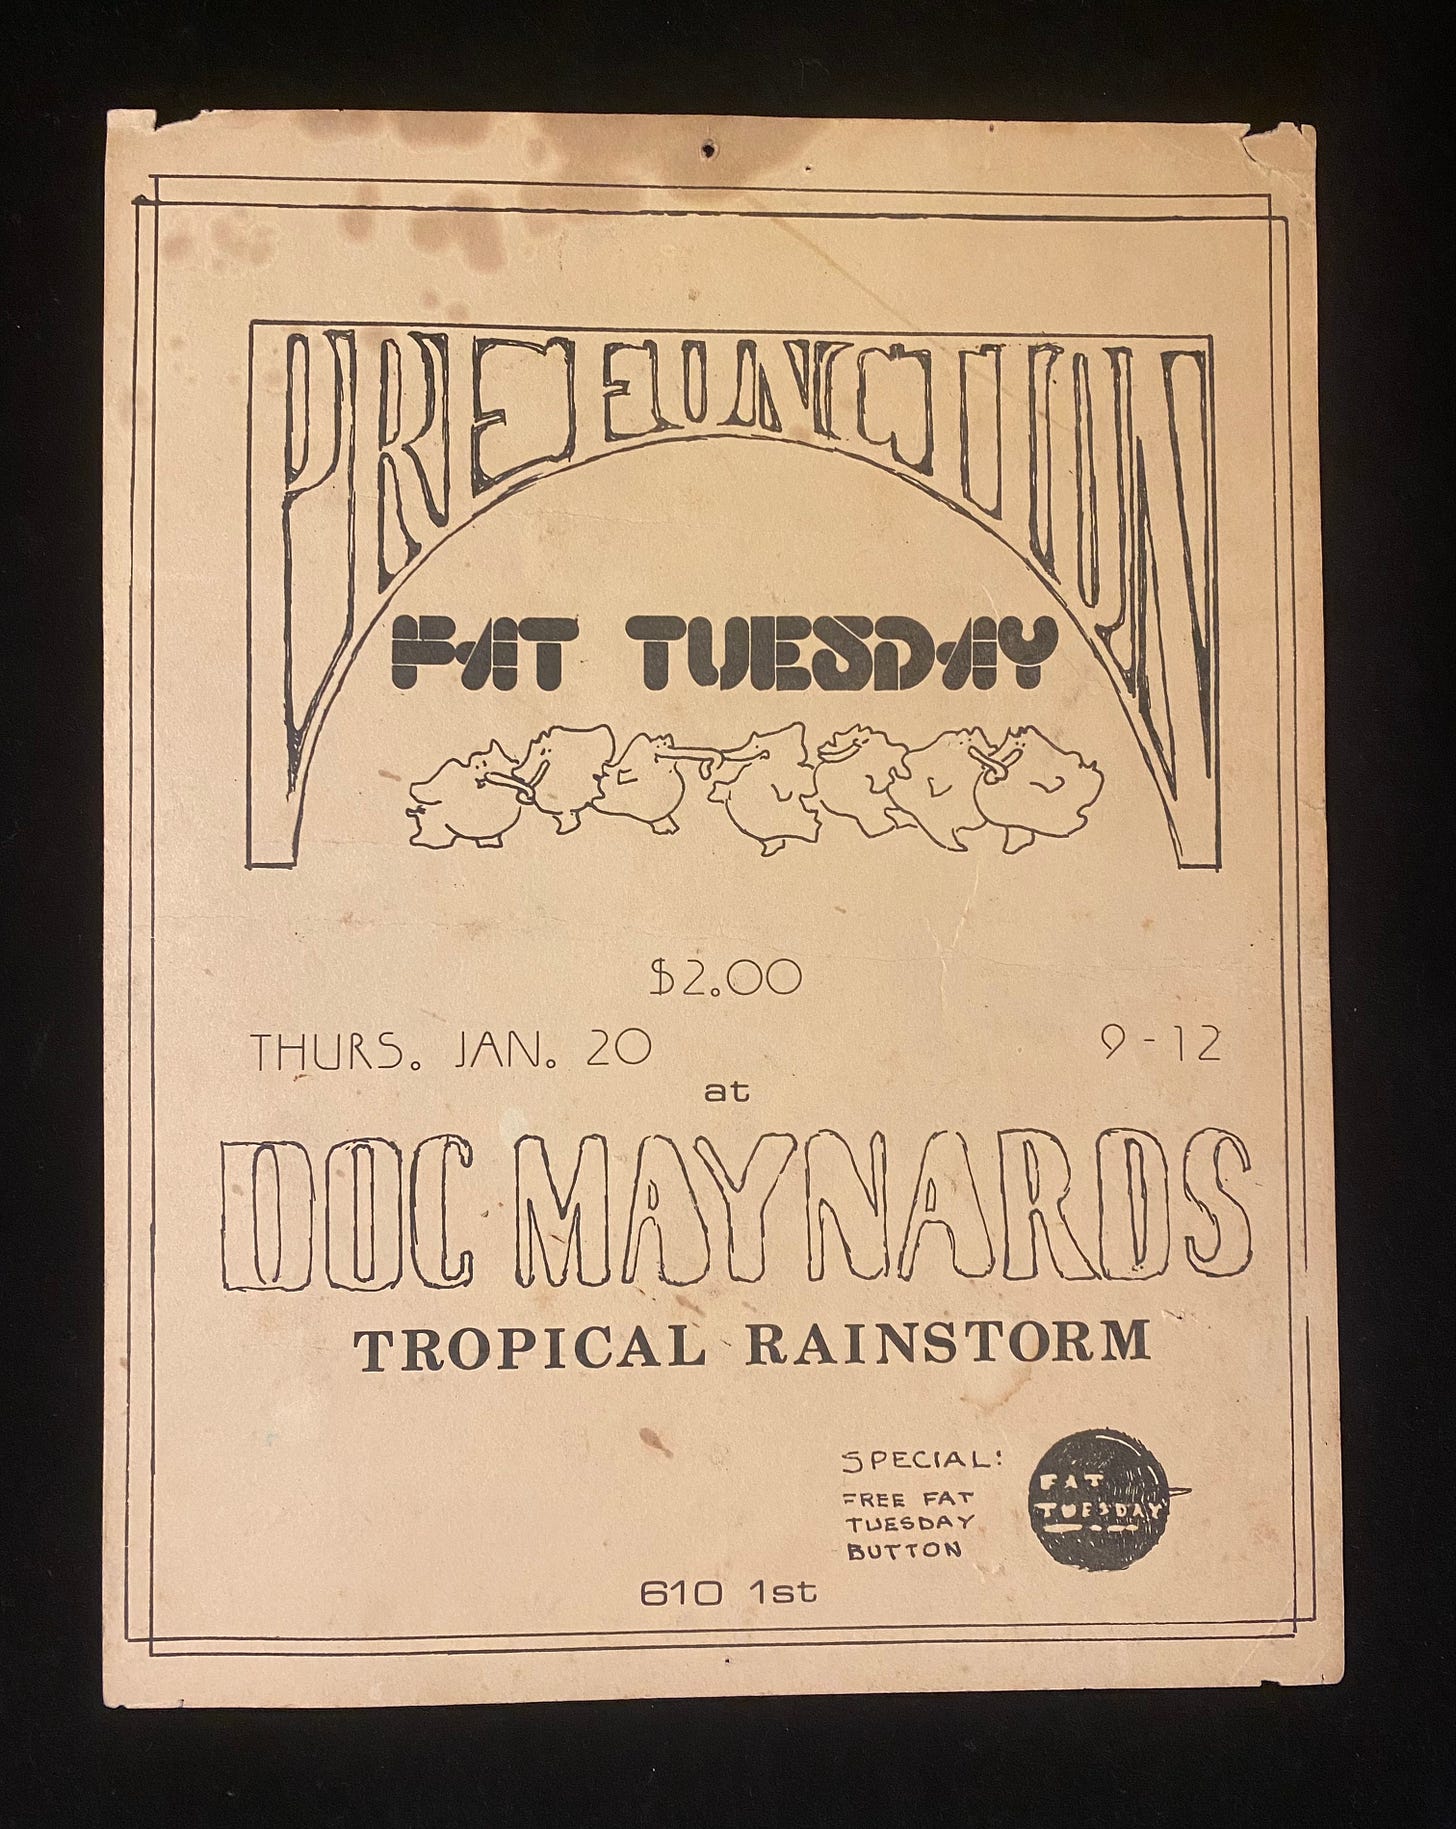 PREFUNCTION
FAT TUESDAY
$2.00
THURS. JAN. 20 9-12
at
DOC MAYNARDS
TROPICAL RAINSTORM
SPECIAL:
FREE FAT
TUESDAY
BUTTON
FAT
TUESDAY
610 1st